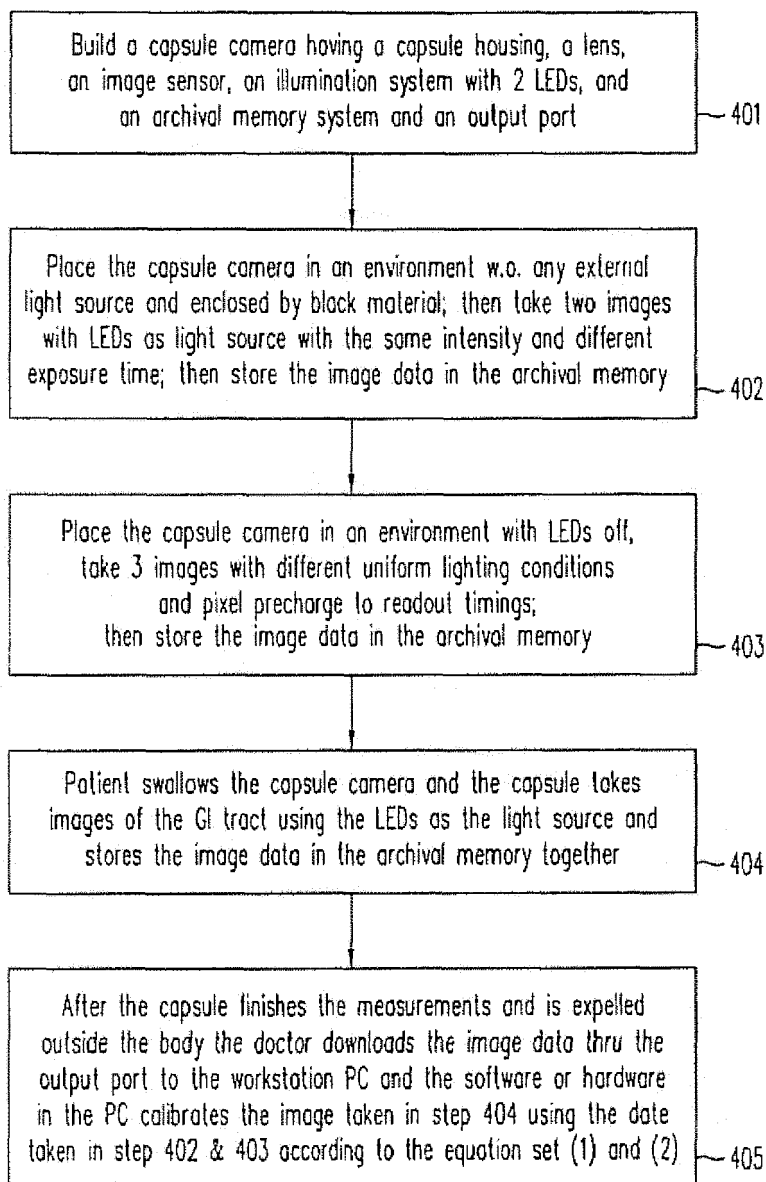 Build a capsule camera having a capsule housing, a lens,
an image sensor, an illumination system with 2 LEDs, and
an archival memory system and an output port
401
Place the capsule camera in an environment w.o. any external
light source and enclosed by black material; then take two images
with LEDs as light source with the same intensity and different
exposure time; then store the image data in the archival memory
402
Place the capsule camera in an environment with LEDs off,
take 3 images with different uniform lighting conditions
and pixel precharge to readout timings;
then store the image data in the archival memory
403
Patient swallows the capsule camera and the capsule takes
images of the GI tract using the LEDs as the light source and
stores the image data in the archival memory together
404
After the capsule finishes the measurements and is expelled
outside the body the doctor downloads the image data thru the
output port to the workstation PC and the software or hardware
in the PC calibrates the image taken in step 404 using the date
taken in step 402 & 403 according to the equation set (1) and (2)
405